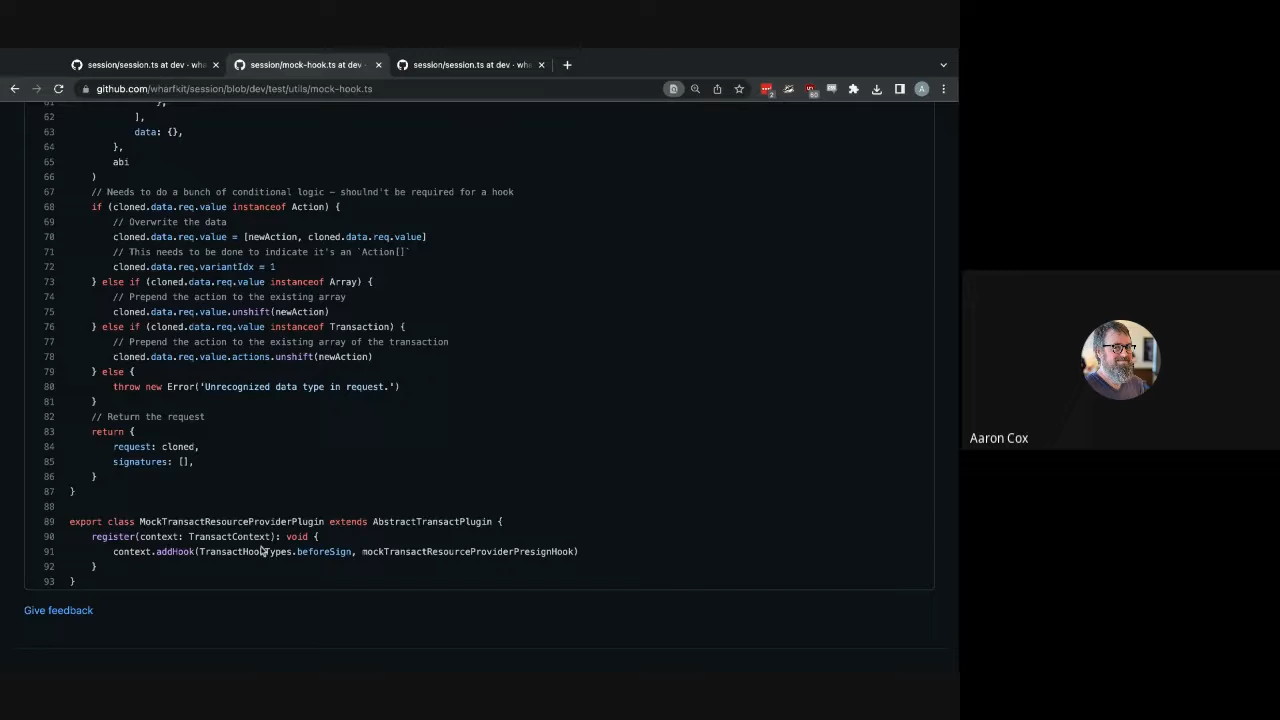 session/session.ts at dev · wha
session/mock-hook.ts at dev ·
session/session.ts at dev · wha
github.com/wharfkit/session/blob/dev/test/utils/mock-hook.ts
2
60
A
61 },
62 ],
63 data: {},
64 },
65 abi
66 )
67 // Needs to do a bunch of conditional logic - shoulnd't be required for a hook
68 if (cloned.data.req.value instanceof Action) {
69 // Overwrite the data
70 cloned.data.req.value = [newAction, cloned.data.req.value]
71 // This needs to be done to indicate it's an `Action[]`
72 cloned.data.req.variantIdx = 1
73 } else if (cloned.data.req.value instanceof Array) {
74 // Prepend the action to the existing array
75 cloned.data.req.value.unshift(newAction)
76 } else if (cloned.data.req.value instanceof Transaction) {
77 // Prepend the action to the existing array of the transaction
78 cloned.data.req.value.actions.unshift(newAction)
79 } else {
80 throw new Error('Unrecognized data type in request.')
81 }
82 // Return the request
83 return {
84 request: cloned,
85 signatures: [],
86 }
87 }
88
89 export class MockTransactResourceProviderPlugin extends AbstractTransactPlugin {
90 register(context: TransactContext): void {
91 context.addHook(TransactHookTypes.beforeSign, mockTransactResourceProviderPresignHook)
92 }
93 }
Give feedback
Aaron Cox